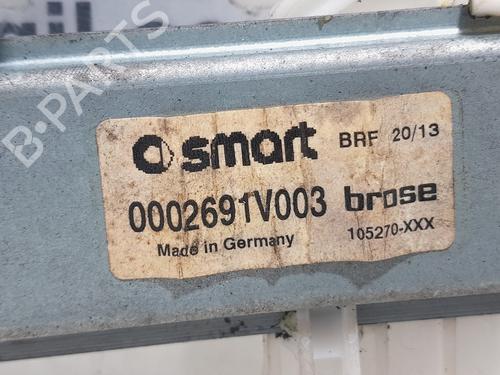 smart BRF 20/13
0002691V003 brose
Made in Germany 105270-XXX
B-PARTS